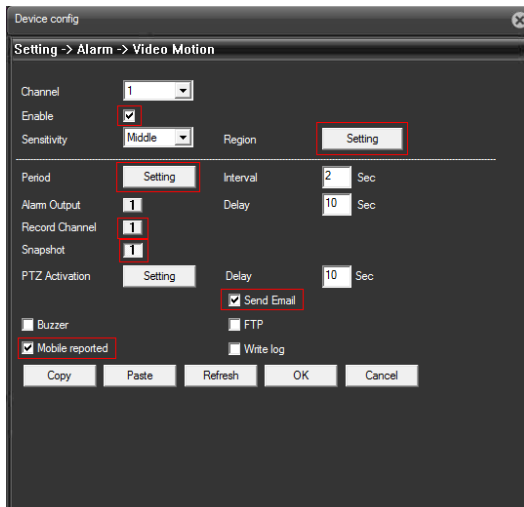 Device config
Setting -> Alarm -> Video Motion
Channel 1
Enable
Sensitivity Middle Region Setting
Period Setting Interval 2 Sec
Alarm Output 1 Delay 10 Sec
Record Channel 1
Snapshot 1
PTZ Activation Setting Delay 10 Sec
Send Email
Buzzer FTP
Mobile reported Write log
Copy Paste Refresh OK Cancel